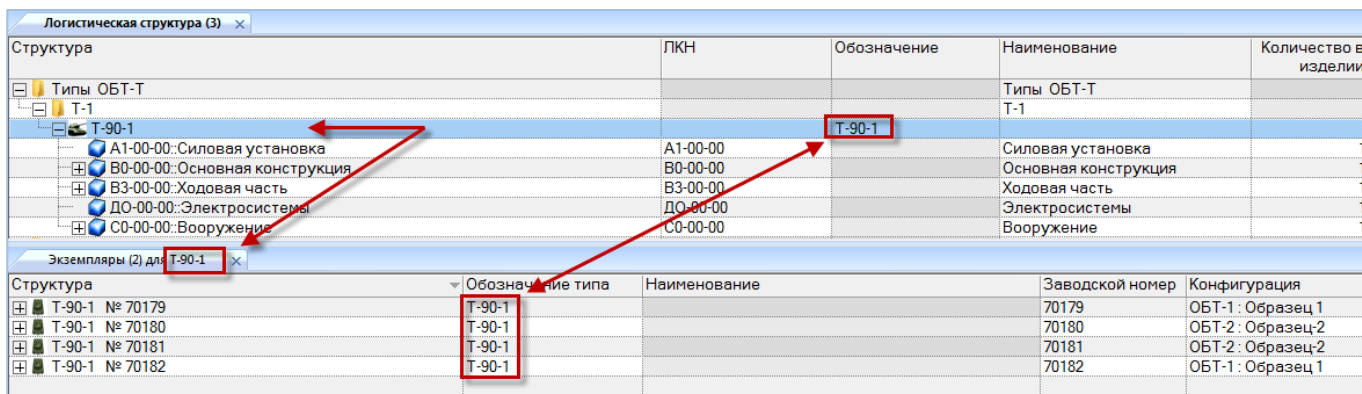 Логистическая структура (3)
Структура ЛКН Обозначение Наименование Количество в изделии
Типы ОБТ-Т Типы ОБТ-Т
Т-1 Т-1
Т-90-1 Т-90-1
А1-00-00::Силовая установка А1-00-00 Силовая установка
В0-00-00::Основная конструкция В0-00-00 Основная конструкция
В3-00-00::Ходовая часть В3-00-00 Ходовая часть
ДО-00-00::Электросистемы ДО-00-00 Электросистемы
С0-00-00::Вооружение С0-00-00 Вооружение
Экземпляры (2) для Т-90-1
Структура Обозначение типа Наименование Заводской номер Конфигурация
Т-90-1 № 70179 Т-90-1 70179 ОБТ-1 : Образец 1
Т-90-1 № 70180 Т-90-1 70180 ОБТ-2 : Образец-2
Т-90-1 № 70181 Т-90-1 70181 ОБТ-2 : Образец-2
Т-90-1 № 70182 Т-90-1 70182 ОБТ-1 : Образец 1